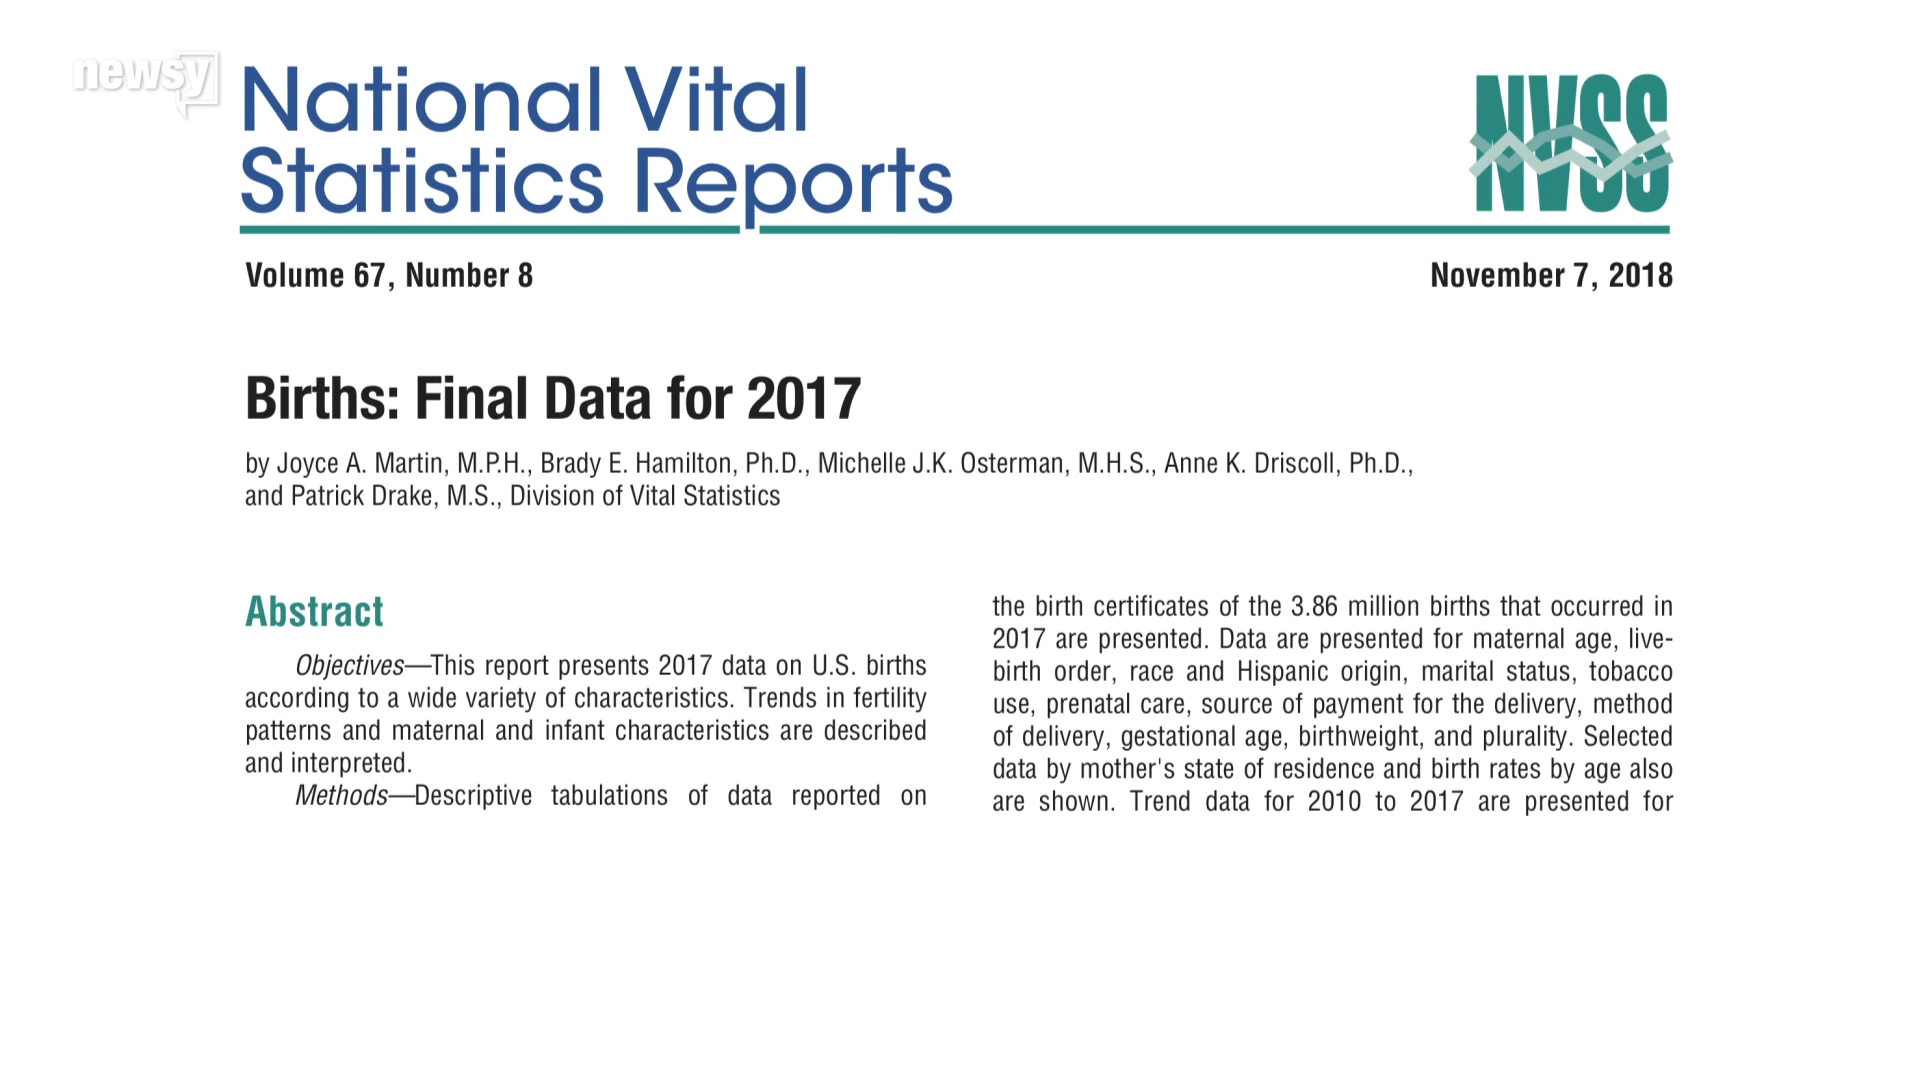 newsy
National Vital
Statistics Reports
NVSS
Volume 67, Number 8
November 7, 2018
Births: Final Data for 2017
by Joyce A. Martin, M.P.H., Brady E. Hamilton, Ph.D., Michelle J.K. Osterman, M.H.S., Anne K. Driscoll, Ph.D.,
and Patrick Drake, M.S., Division of Vital Statistics
Abstract
Objectives—This report presents 2017 data on U.S. births
according to a wide variety of characteristics. Trends in fertility
patterns and maternal and infant characteristics are described
and interpreted.
Methods—Descriptive tabulations of data reported on
the birth certificates of the 3.86 million births that occurred in
2017 are presented. Data are presented for maternal age, live-
birth order, race and Hispanic origin, marital status, tobacco
use, prenatal care, source of payment for the delivery, method
of delivery, gestational age, birthweight, and plurality. Selected
data by mother's state of residence and birth rates by age also
are shown. Trend data for 2010 to 2017 are presented for